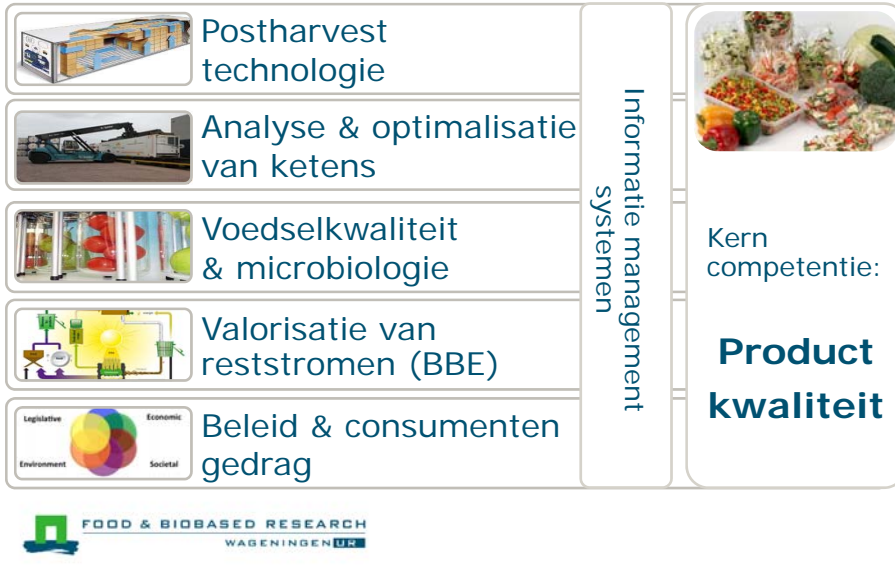 Postharvest
technologie
Analyse & optimalisatie
van ketens
Voedselkwaliteit
& microbiologie
Valorisatie van
reststromen (BBE)
Legislative
Economic
Environment
Societal
Beleid & consumenten
gedrag
Informatie management
systemen
Kern
competentie:
Product
kwaliteit
FOOD & BIOBASED RESEARCH
WAGENINGEN UR